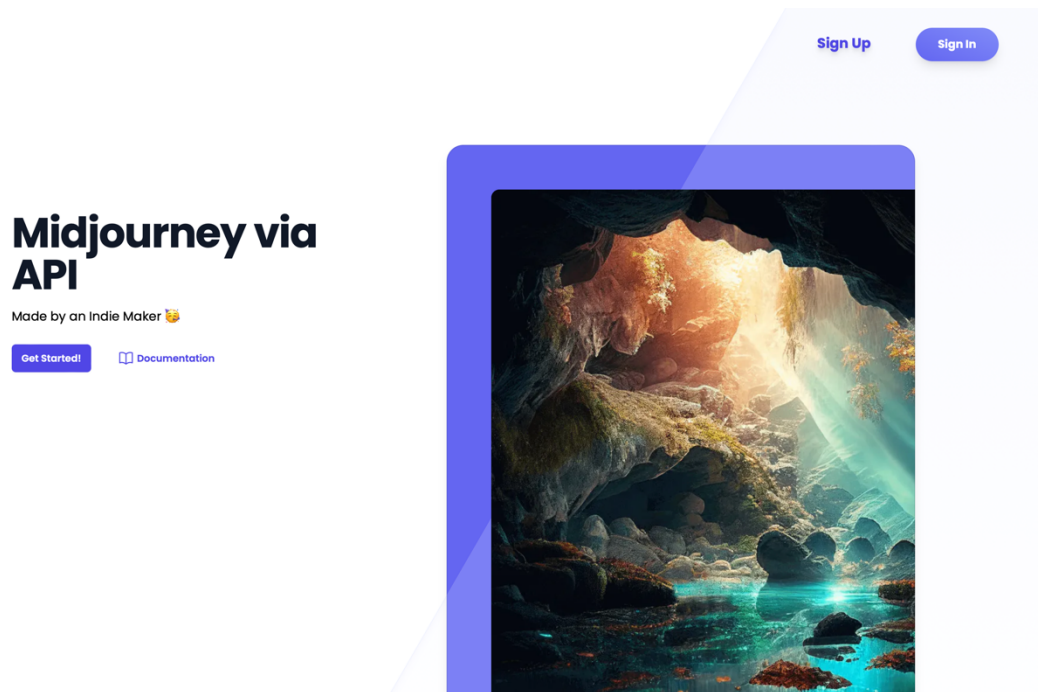 Sign Up
Sign In
Midjourney via
API
Made by an Indie Maker 🥳
Get Started!
Documentation